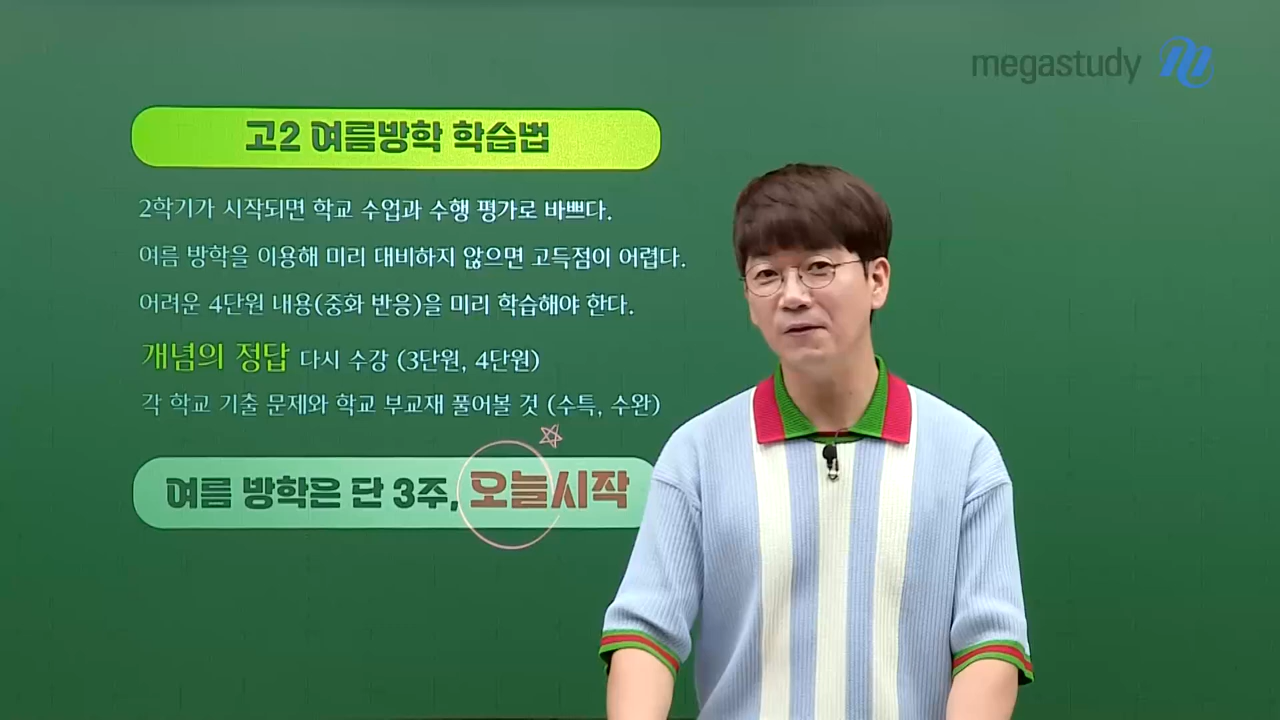 megastudy
고2 여름방학 학습법
2학기가 시작되면 학교 수업과 수행 평가로 바쁘다.
여름 방학을 이용해 미리 대비하지 않으면 고득점이 어렵다.
어려운 4단원 내용(중화 반응)을 미리 학습해야 한다.
개념의 정답 다시 수강 (3단원, 4단원)
각 학교 기출 문제와 학교 부교재 풀어볼 것 (수특, 수완)
여름 방학은 단 3주, 오늘시작